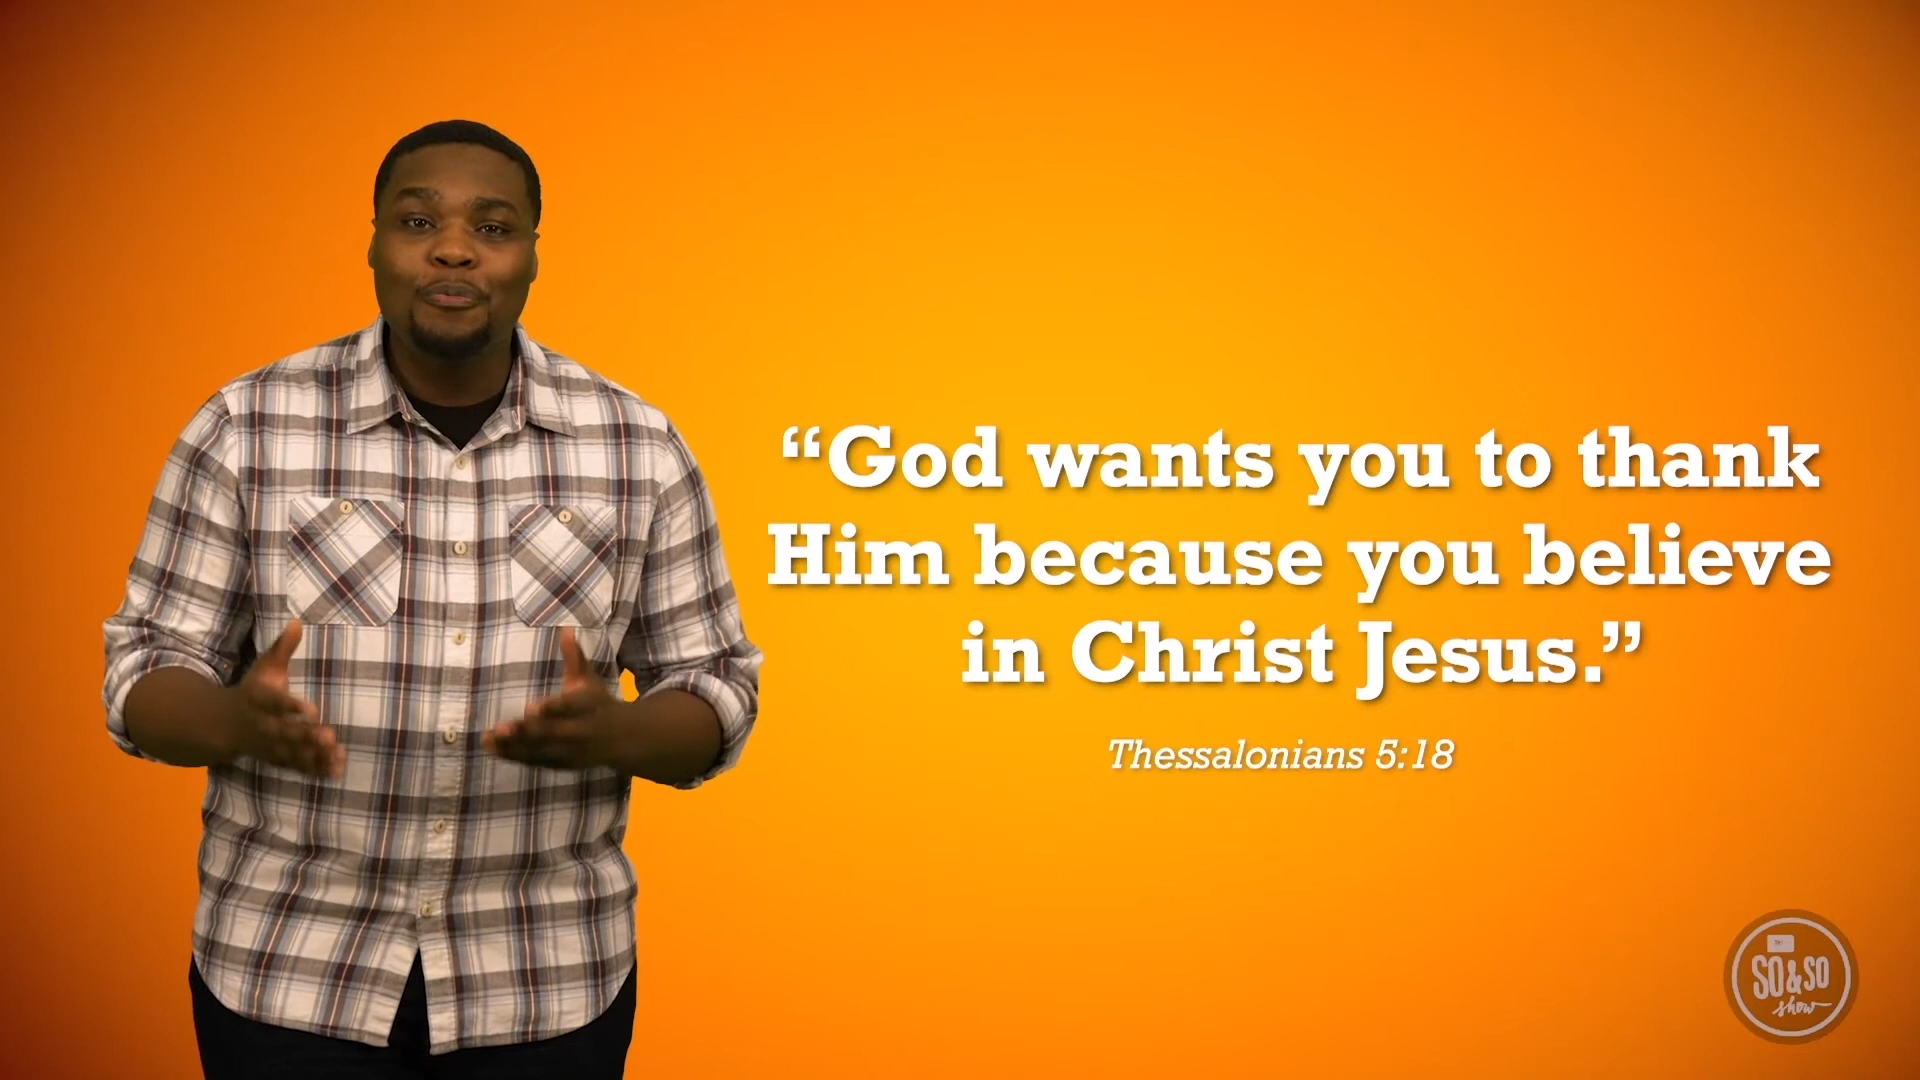 “God wants you to thank
Him because you believe
in Christ Jesus.”
Thessalonians 5:18
SO & SO
show